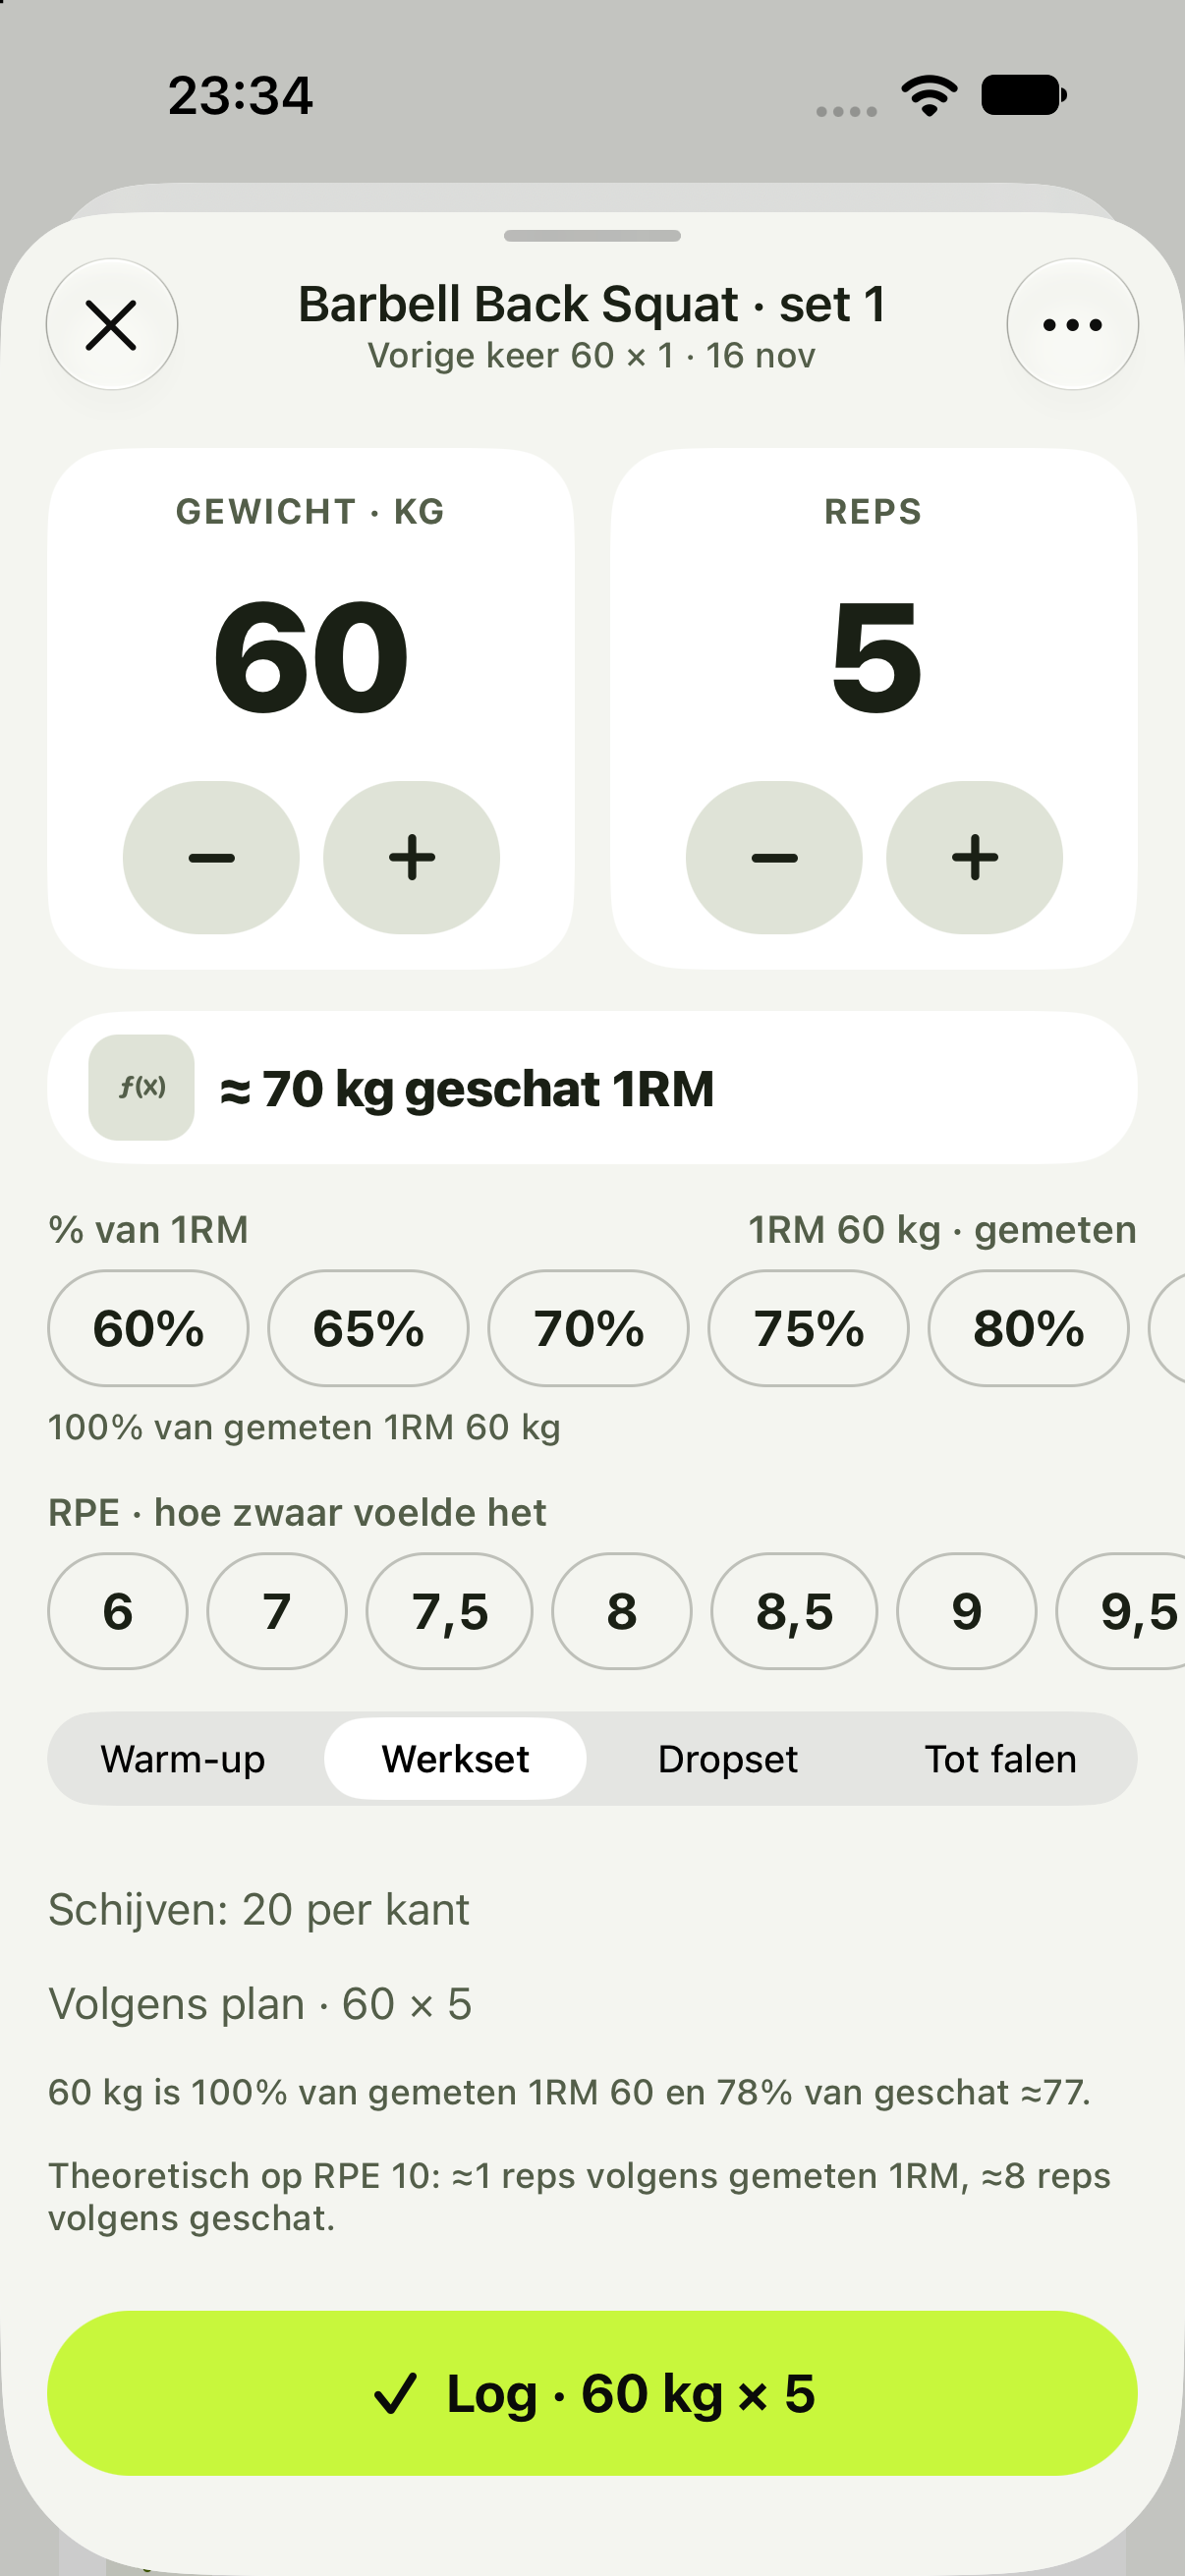 23:34
Barbell Back Squat · set 1
Vorige keer 60 × 1 · 16 nov
GEWICHT · KG
REPS
60
5
− +
− +
ƒ(x) ≈ 70 kg geschat 1RM
% van 1RM
1RM 60 kg · gemeten
60% 65% 70% 75% 80%
100% van gemeten 1RM 60 kg
RPE · hoe zwaar voelde het
6 7 7,5 8 8,5 9 9,5
Warm-up Werkset Dropset Tot falen
Schijven: 20 per kant
Volgens plan · 60 × 5
60 kg is 100% van gemeten 1RM 60 en 78% van geschat ≈77.
Theoretisch op RPE 10: ≈1 reps volgens gemeten 1RM, ≈8 reps
volgens geschat.
✓ Log · 60 kg × 5